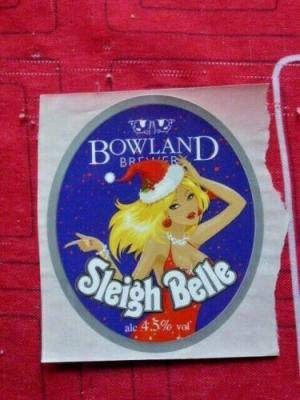 BOWLAND
BREWERY
Sleigh Belle
alc 4.5% vol